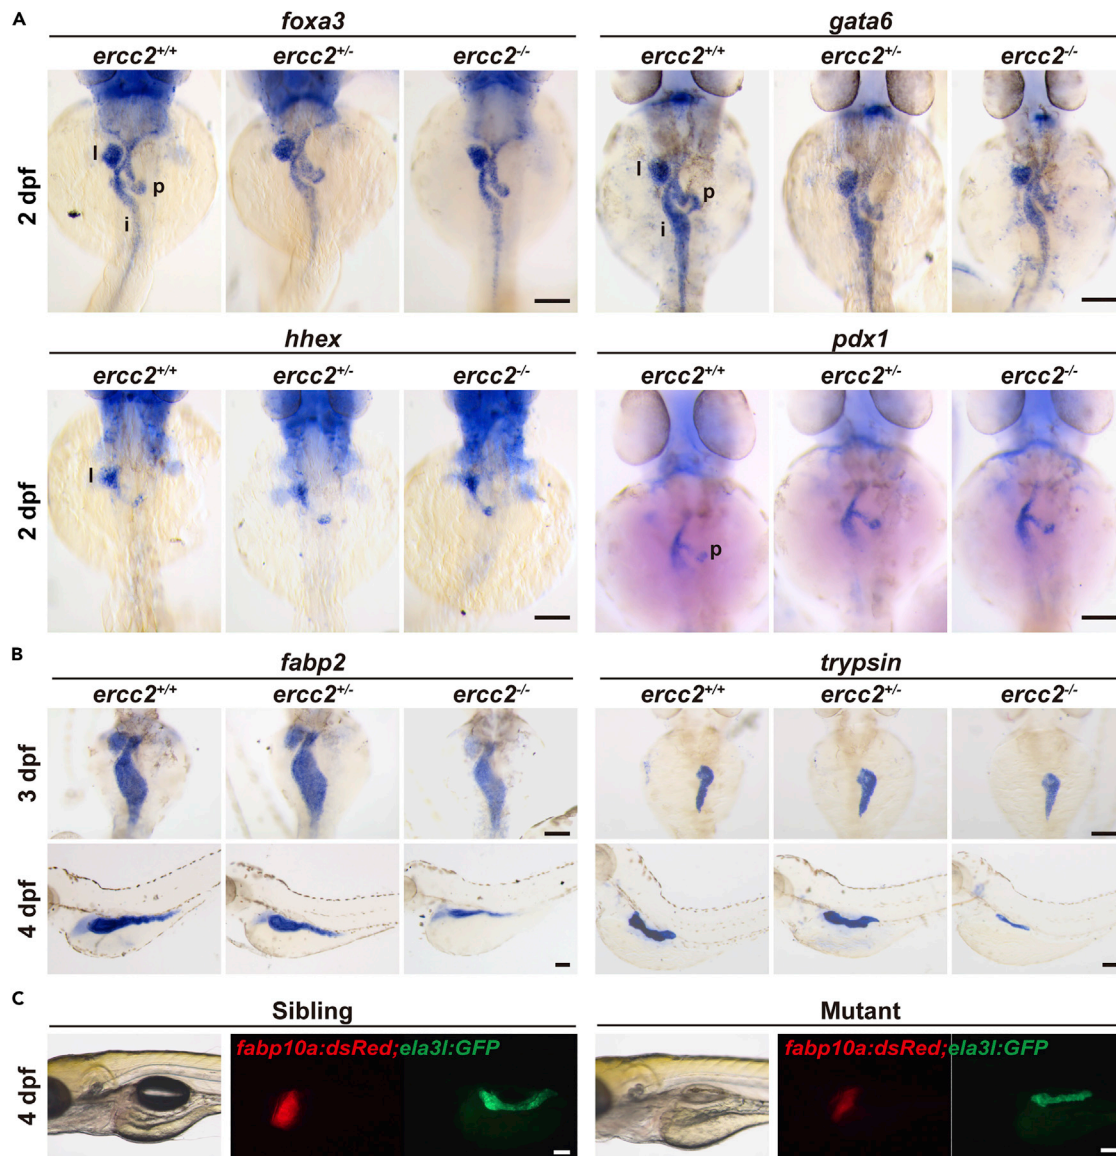 A
foxa3
gata6
ercc2+/+ ercc2+/- ercc2-/-
ercc2+/+ ercc2+/- ercc2-/-
2 dpf
l
p
i
l
p
i
hhex
pdx1
ercc2+/+ ercc2+/- ercc2-/-
ercc2+/+ ercc2+/- ercc2-/-
2 dpf
l
p
B
fabp2
trypsin
ercc2+/+ ercc2+/- ercc2-/-
ercc2+/+ ercc2+/- ercc2-/-
3 dpf
4 dpf
C
Sibling
Mutant
4 dpf
fabp10a:dsRed;ela3l:GFP
fabp10a:dsRed;ela3l:GFP